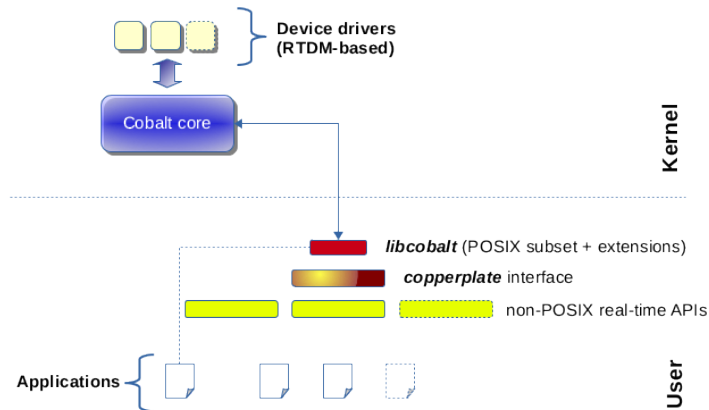 Device drivers
(RTDM-based)
Cobalt core
Kernel
libcobalt (POSIX subset + extensions)
copperplate interface
non-POSIX real-time APIs
Applications
User